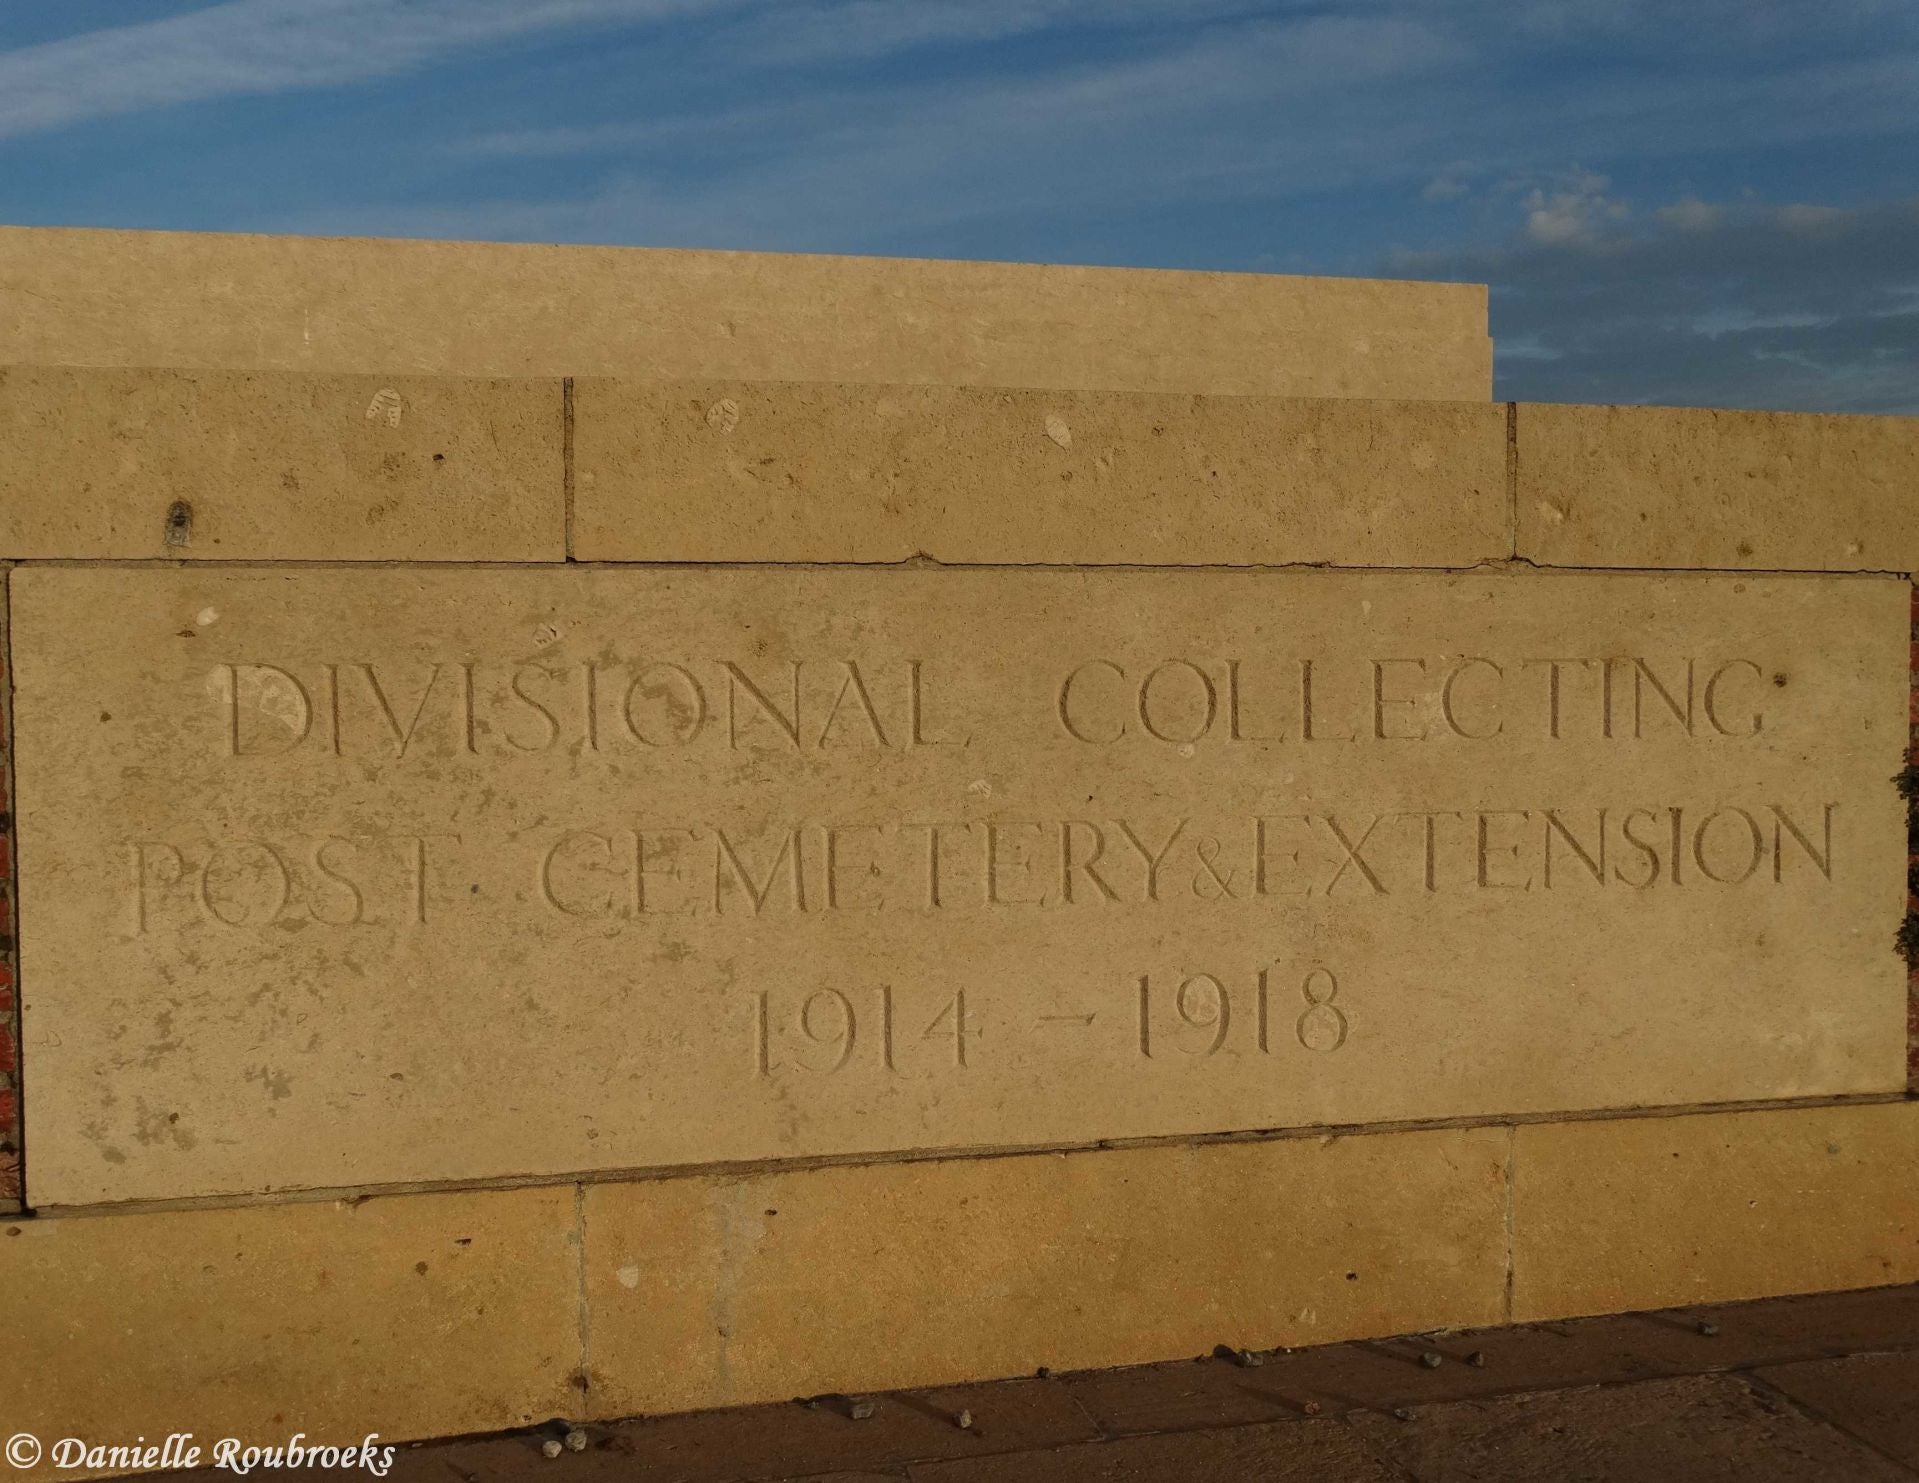 DIVISIONAL COLLECTING
POST CEMETERY & EXTENSION
1914 - 1918
© Danielle Roubroeks